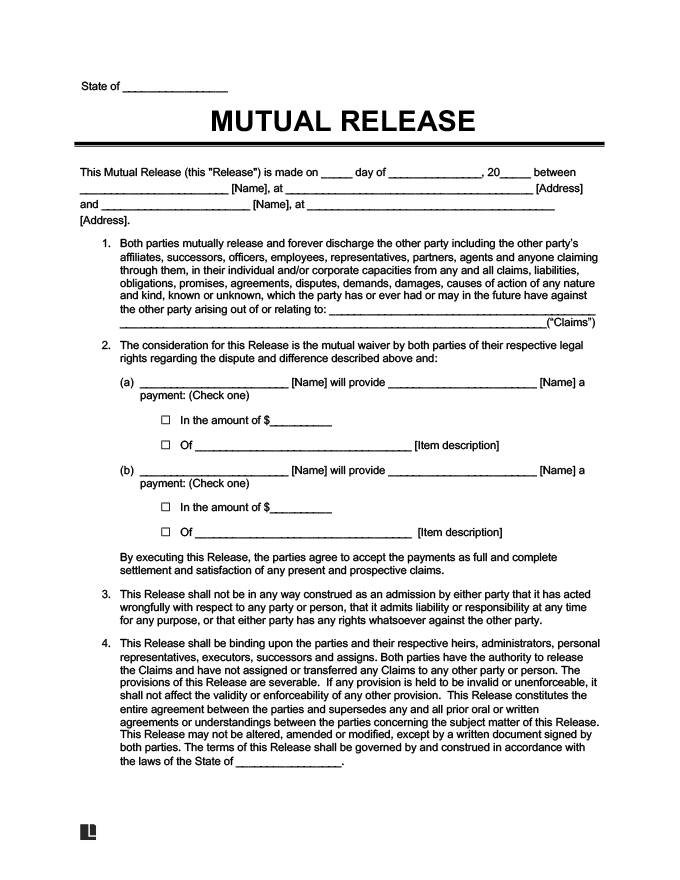 State of _________________
MUTUAL RELEASE
This Mutual Release (this "Release") is made on _____ day of _______________, 20_____ between
________________________ [Name], at ________________________________________ [Address]
and ________________________ [Name], at ________________________________________
[Address].
1. Both parties mutually release and forever discharge the other party including the other party’s
affiliates, successors, officers, employees, representatives, partners, agents and anyone claiming
through them, in their individual and/or corporate capacities from any and all claims, liabilities,
obligations, promises, agreements, disputes, demands, damages, causes of action of any nature
and kind, known or unknown, which the party has or ever had or may in the future have against
the other party arising out of or relating to: ___________________________________________
_____________________________________________________________________(“Claims”)
2. The consideration for this Release is the mutual waiver by both parties of their respective legal
rights regarding the dispute and difference described above and:
(a) ________________________ [Name] will provide ________________________ [Name] a
payment: (Check one)
☐ In the amount of $__________
☐ Of ___________________________________ [Item description]
(b) ________________________ [Name] will provide ________________________ [Name] a
payment: (Check one)
☐ In the amount of $__________
☐ Of ___________________________________ [Item description]
By executing this Release, the parties agree to accept the payments as full and complete
settlement and satisfaction of any present and prospective claims.
3. This Release shall not be in any way construed as an admission by either party that it has acted
wrongfully with respect to any party or person, that it admits liability or responsibility at any time
for any purpose, or that either party has any rights whatsoever against the other party.
4. This Release shall be binding upon the parties and their respective heirs, administrators, personal
representatives, executors, successors and assigns. Both parties have the authority to release
the Claims and have not assigned or transferred any Claims to any other party or person. The
provisions of this Release are severable. If any provision is held to be invalid or unenforceable, it
shall not affect the validity or enforceability of any other provision. This Release constitutes the
entire agreement between the parties and supersedes any and all prior oral or written
agreements or understandings between the parties concerning the subject matter of this Release.
This Release may not be altered, amended or modified, except by a written document signed by
both parties. The terms of this Release shall be governed by and construed in accordance with
the laws of the State of _________________.